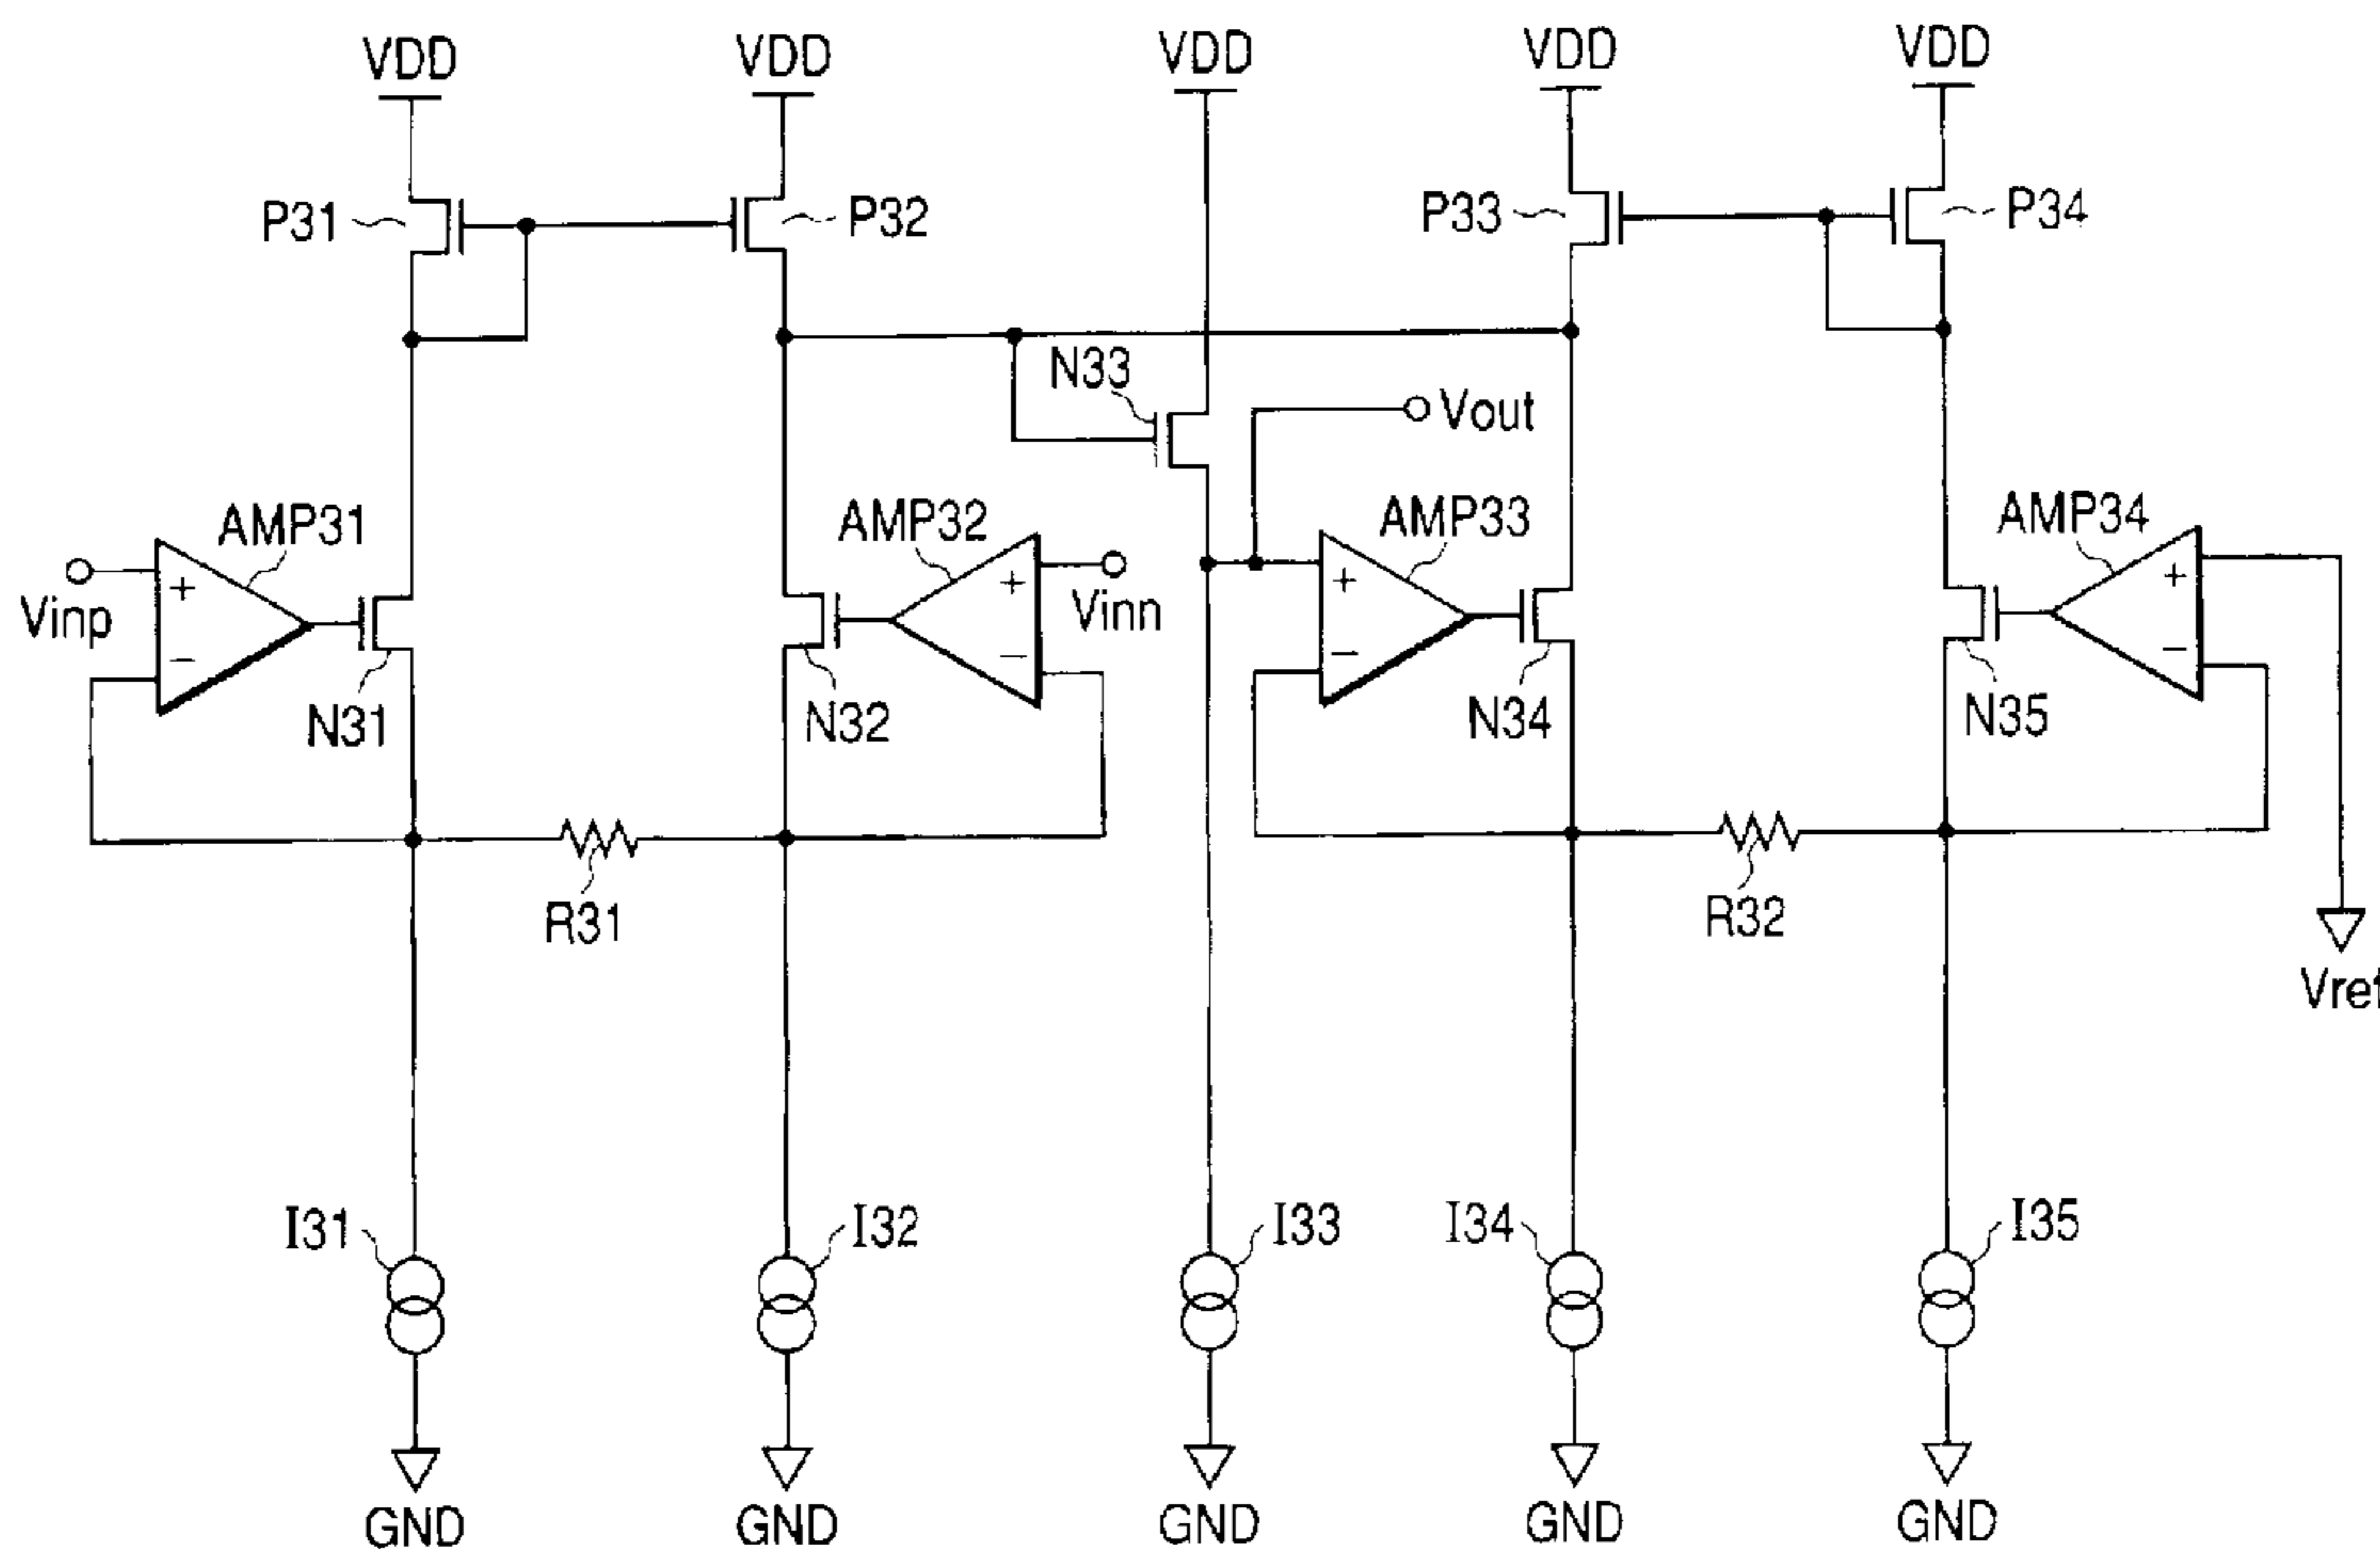 VDD VDD VDD VDD VDD
P31 P32 P33 P34
N33
Vout
AMP31 AMP32 AMP33 AMP34
+ + + +
Vinp Vinn
− − − −
N31 N32 N34 N35
R31 R32
Vref
I31 I32 I33 I34 I35
GND GND GND GND GND